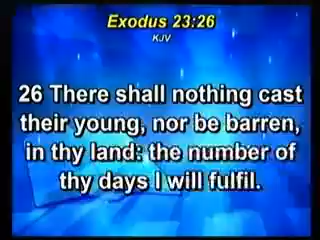 Exodus 23:26
KJV
26 There shall nothing cast
their young, nor be barren,
in thy land: the number of
thy days I will fulfil.